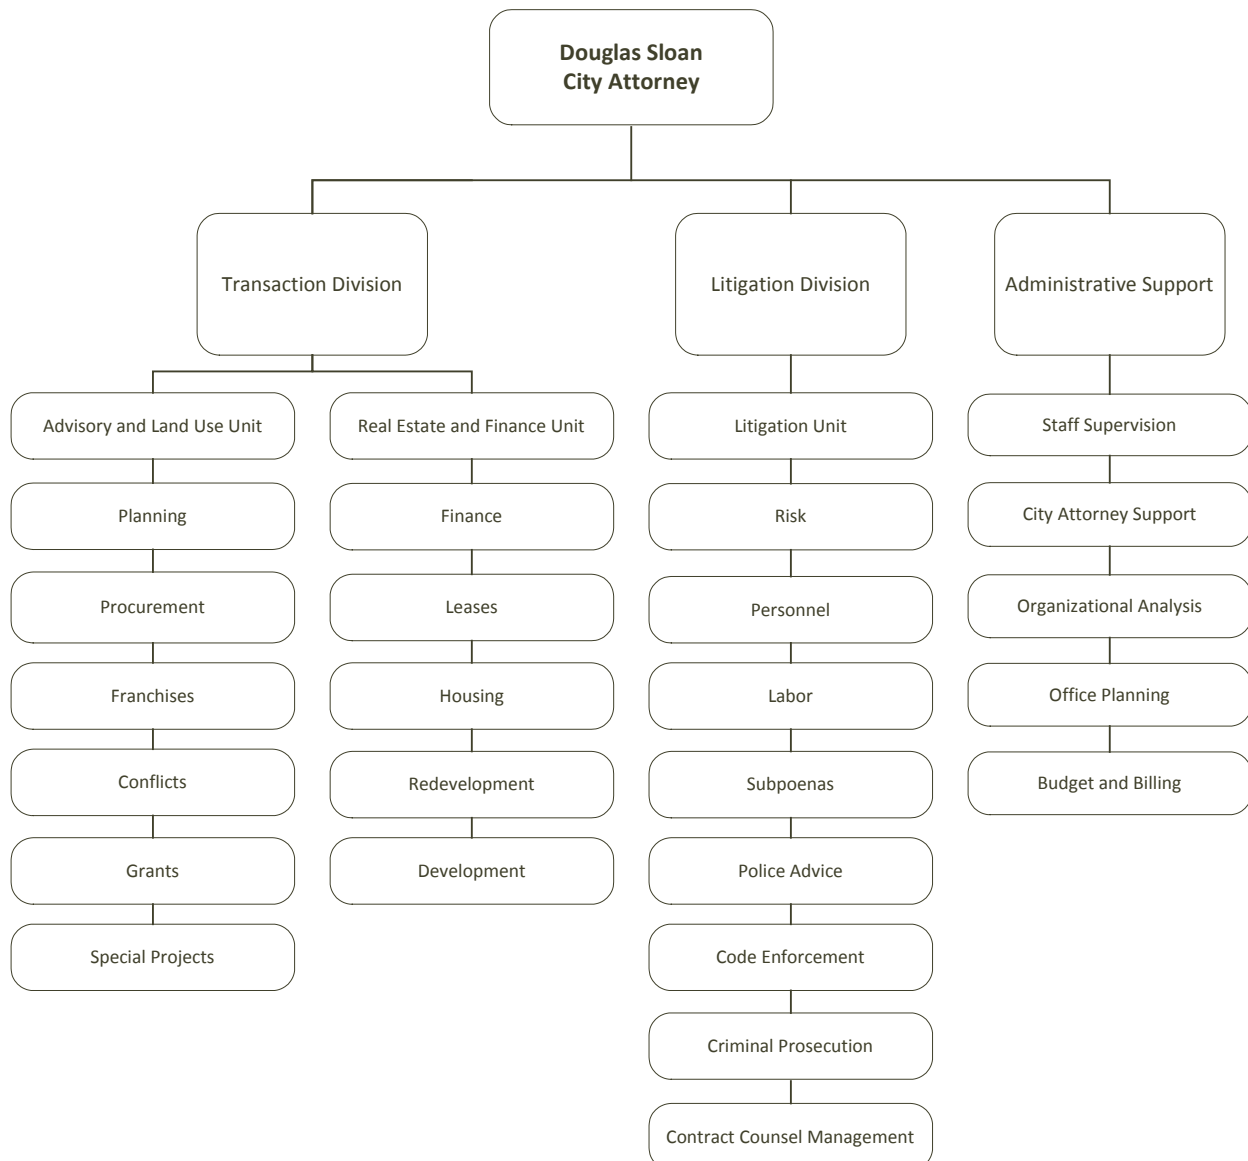 Douglas Sloan
City Attorney
Transaction Division
Litigation Division
Administrative Support
Advisory and Land Use Unit
Real Estate and Finance Unit
Litigation Unit
Staff Supervision
Planning
Finance
Risk
City Attorney Support
Procurement
Leases
Personnel
Organizational Analysis
Franchises
Housing
Labor
Office Planning
Conflicts
Redevelopment
Subpoenas
Budget and Billing
Grants
Development
Police Advice
Special Projects
Code Enforcement
Criminal Prosecution
Contract Counsel Management